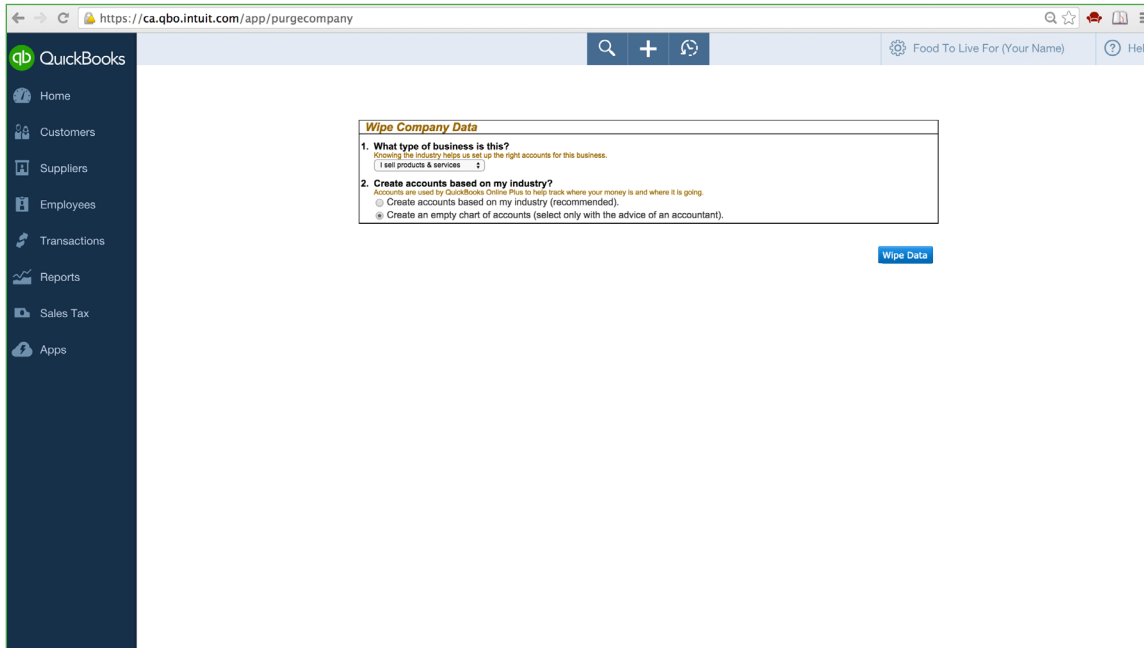 https://ca.qbo.intuit.com/app/purgecompany
qb QuickBooks
Food To Live For (Your Name)
Home
Customers
Suppliers
Employees
Transactions
Reports
Sales Tax
Apps
Wipe Company Data
1. What type of business is this?
Knowing the industry helps us set up the right accounts for this business.
I sell products & services
2. Create accounts based on my industry?
Accounts are used by QuickBooks Online Plus to help track where your money is and where it is going.
Create accounts based on my industry (recommended).
Create an empty chart of accounts (select only with the advice of an accountant).
Wipe Data